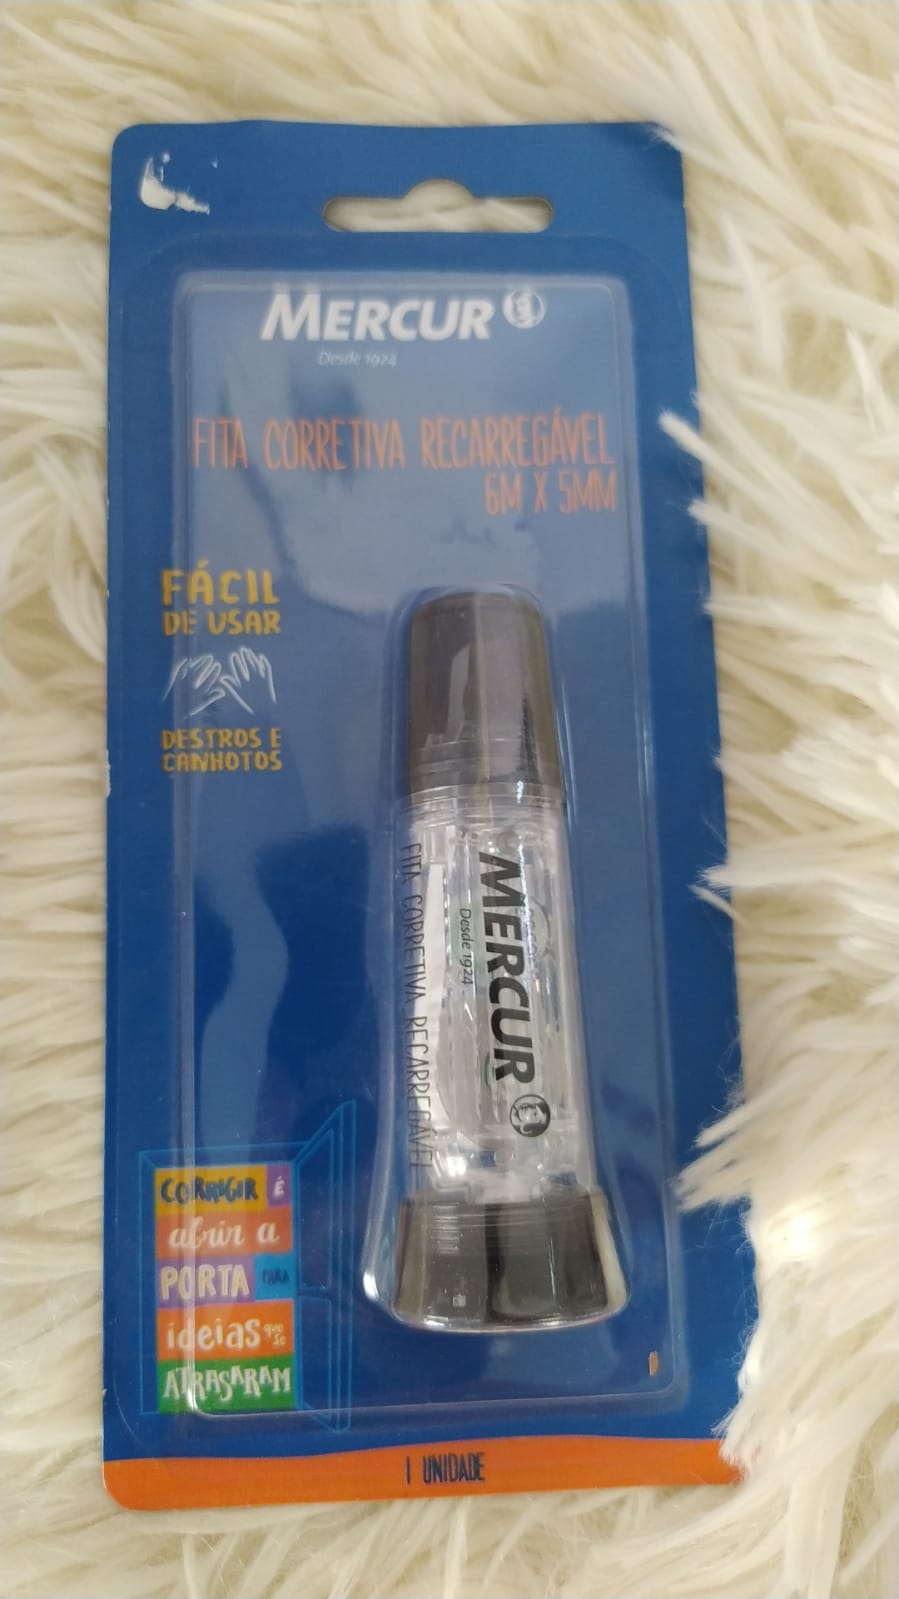 MERCUR
Desde 1924
FITA CORRETIVA RECARREGÁVEL
6M X 5MM
FÁCIL
DE USAR
DESTROS E
CANHOTOS
MERCUR
Desde 1924
FITA CORRETIVA RECARREGÁVEL
CORRIGIR É
abrir a
PORTA PARA
ideias que se
ATRASARAM
1 UNIDADE